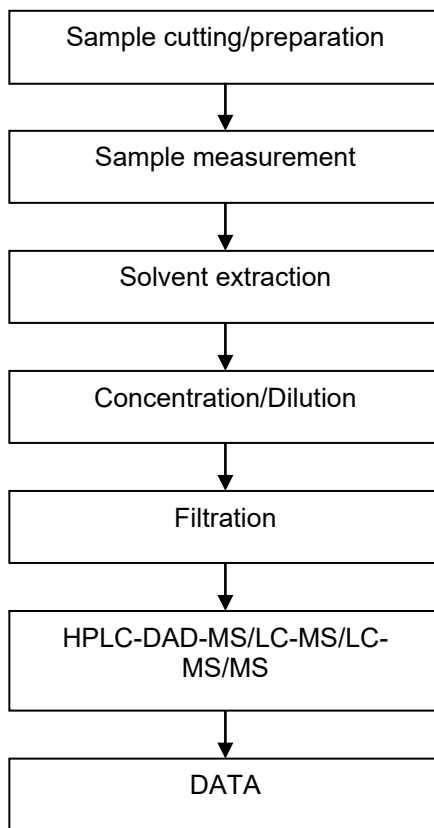 Sample cutting/preparation
Sample measurement
Solvent extraction
Concentration/Dilution
Filtration
HPLC-DAD-MS/LC-MS/LC-
MS/MS
DATA